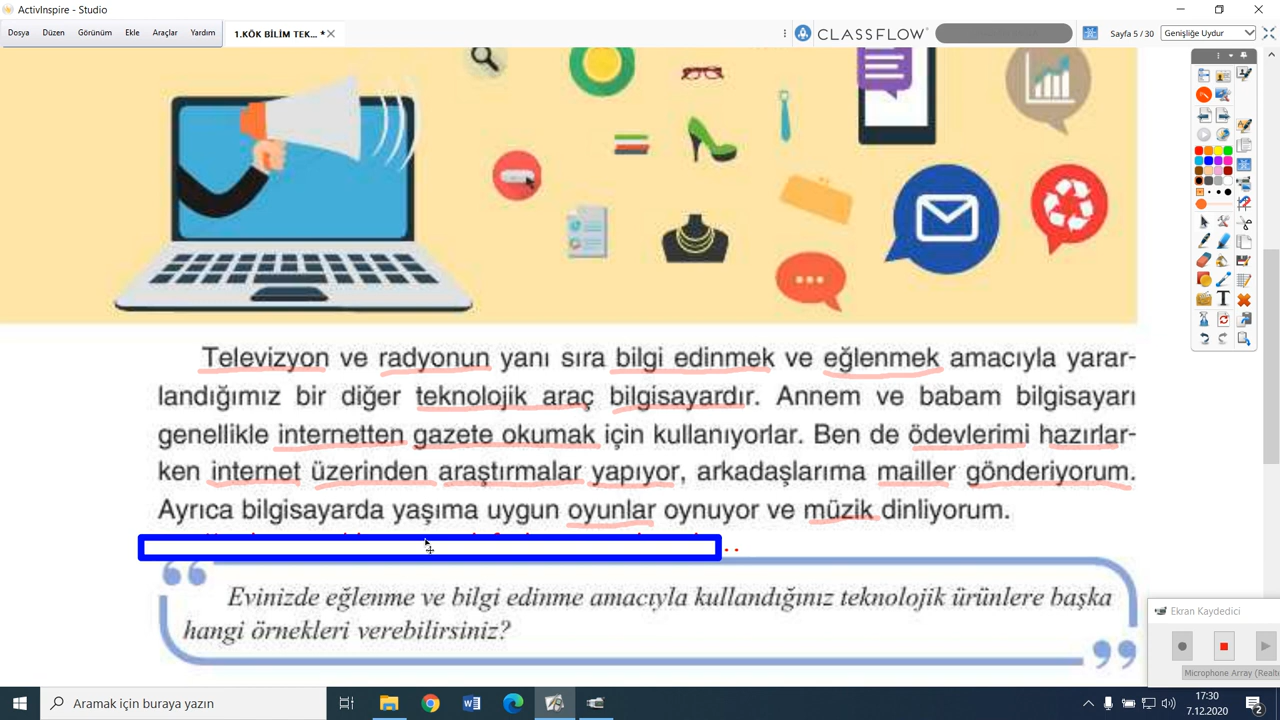 ActivInspire - Studio
Dosya Düzen Görünüm Ekle Araçlar Yardım
1.KÖK BİLİM TEK... *
CLASSFLOW
Sayfa 5 / 30
Genişliğe Uydur
Televizyon ve radyonun yanı sıra bilgi edinmek ve eğlenmek amacıyla yarar-
landığımız bir diğer teknolojik araç bilgisayardır. Annem ve babam bilgisayarı
genellikle internetten gazete okumak için kullanıyorlar. Ben de ödevlerimi hazırlar-
ken internet üzerinden araştırmalar yapıyor, arkadaşlarıma mailler gönderiyorum.
Ayrıca bilgisayarda yaşıma uygun oyunlar oynuyor ve müzik dinliyorum.
Evinizde eğlenme ve bilgi edinme amacıyla kullandığınız teknolojik ürünlere başka
hangi örnekleri verebilirsiniz?
Ekran Kaydedici
Microphone Array (Realte
Aramak için buraya yazın
17:30
7.12.2020
2